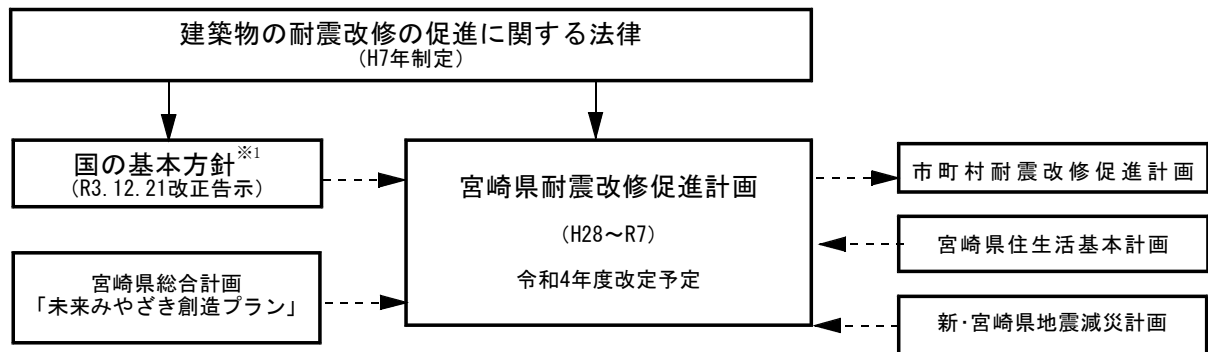 建築物の耐震改修の促進に関する法律
(H7年制定)
国の基本方針※1
(R3.12.21改正告示)
宮崎県総合計画
「未来みやざき創造プラン」
宮崎県耐震改修促進計画
(H28～R7)
令和4年度改定予定
市町村耐震改修促進計画
宮崎県住生活基本計画
新・宮崎県地震減災計画